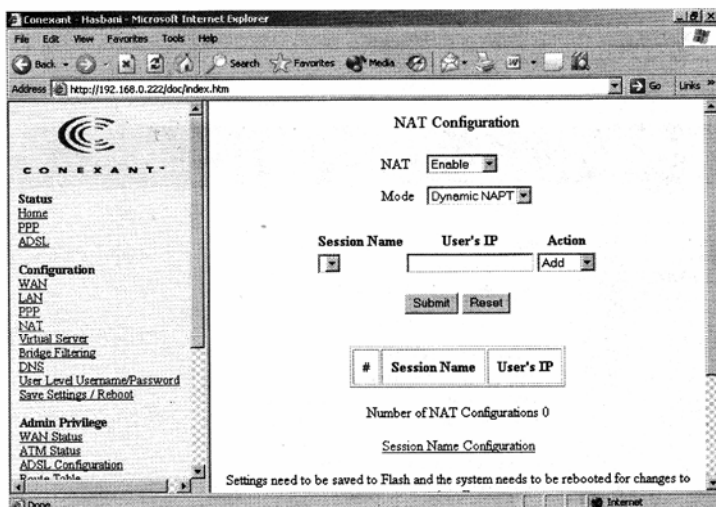 Conexant - Hasbani - Microsoft Internet Explorer
File Edit View Favorites Tools Help
Back Search Favorites Media
Address http://192.168.0.222/doc/index.htm Go Links »
CONEXANT
Status
Home
PPP
ADSL
Configuration
WAN
LAN
PPP
NAT
Virtual Server
Bridge Filtering
DNS
User Level Username/Password
Save Settings / Reboot
Admin Privilege
WAN Status
ATM Status
ADSL Configuration
Route Table
NAT Configuration
NAT Enable
Mode Dynamic NAPT
Session Name User's IP Action
Add
Submit Reset
# Session Name User's IP
Number of NAT Configurations 0
Session Name Configuration
Settings need to be saved to Flash and the system needs to be rebooted for changes to
Done Internet